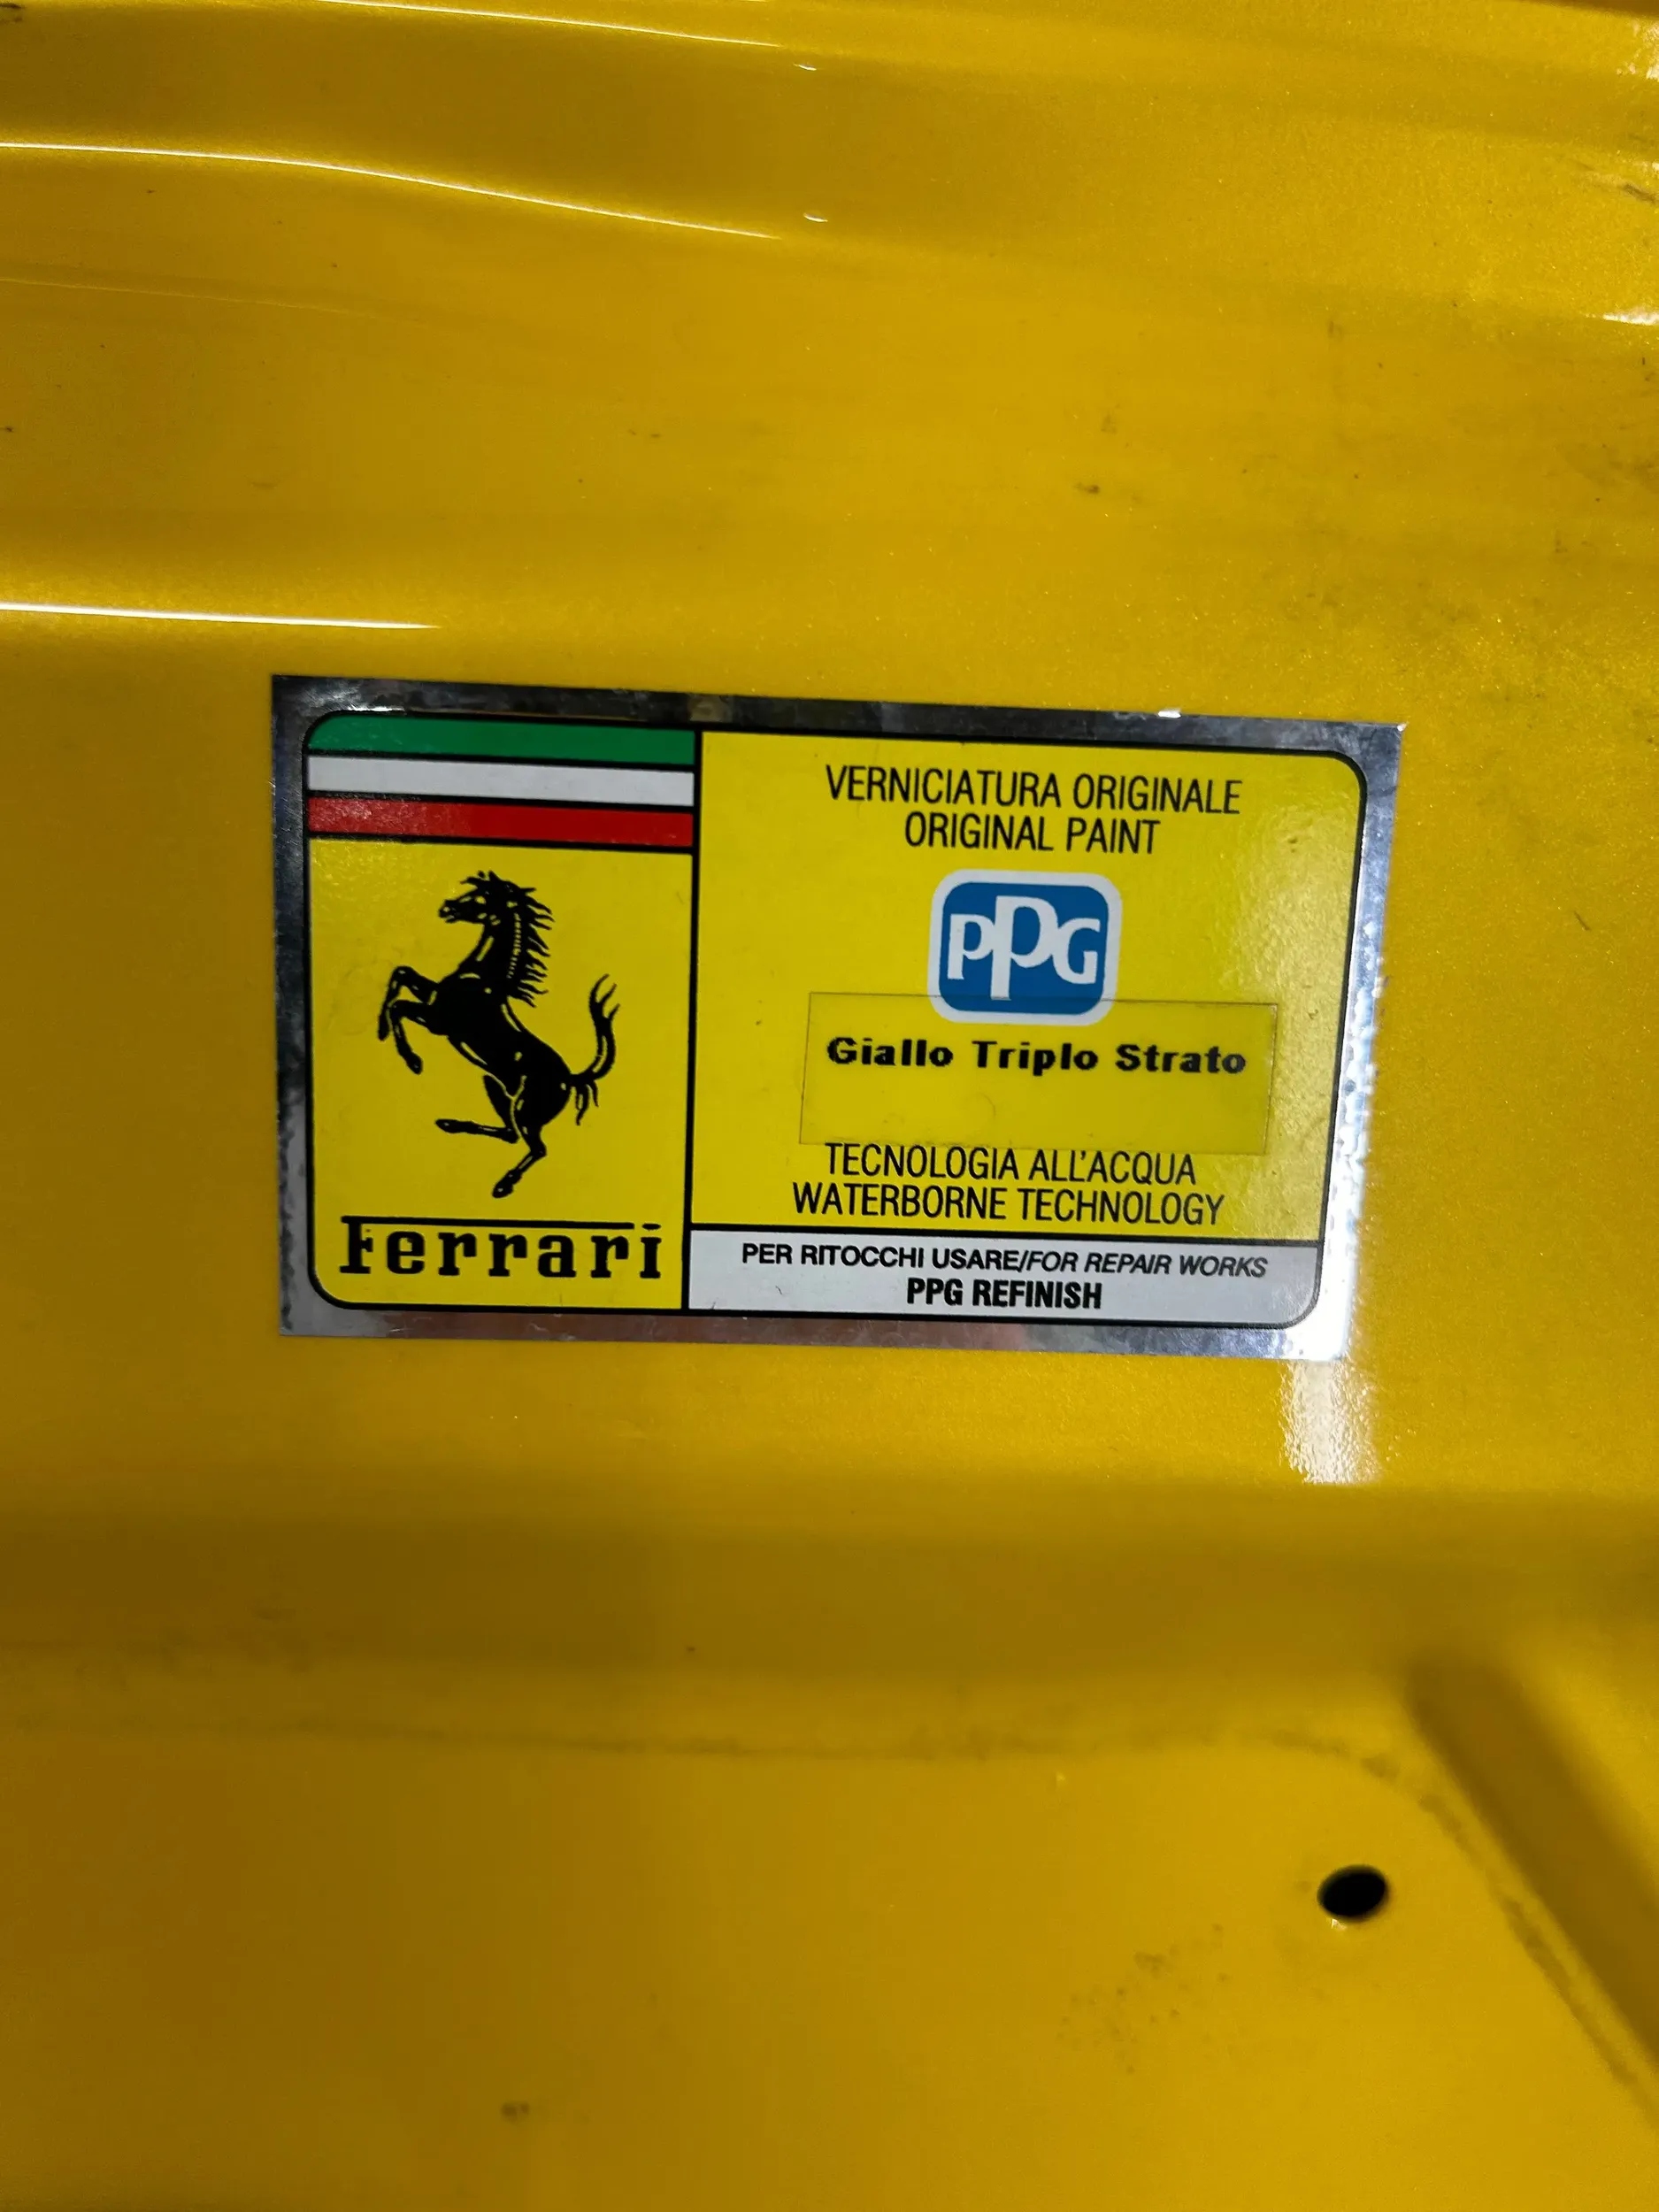 VERNICIATURA ORIGINALE
ORIGINAL PAINT
PPG
Giallo Triplo Strato
TECNOLOGIA ALL'ACQUA
WATERBORNE TECHNOLOGY
Ferrari
PER RITOCCHI USARE/FOR REPAIR WORKS
PPG REFINISH